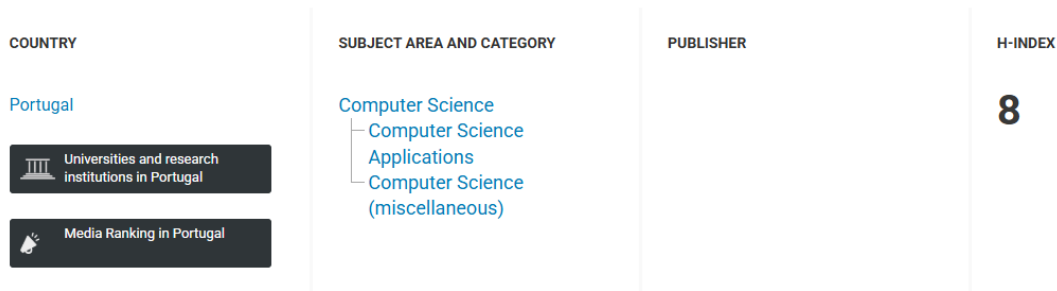 COUNTRY
Portugal
Universities and research
institutions in Portugal
Media Ranking in Portugal
SUBJECT AREA AND CATEGORY
Computer Science
Computer Science
Applications
Computer Science
(miscellaneous)
PUBLISHER
H-INDEX
8